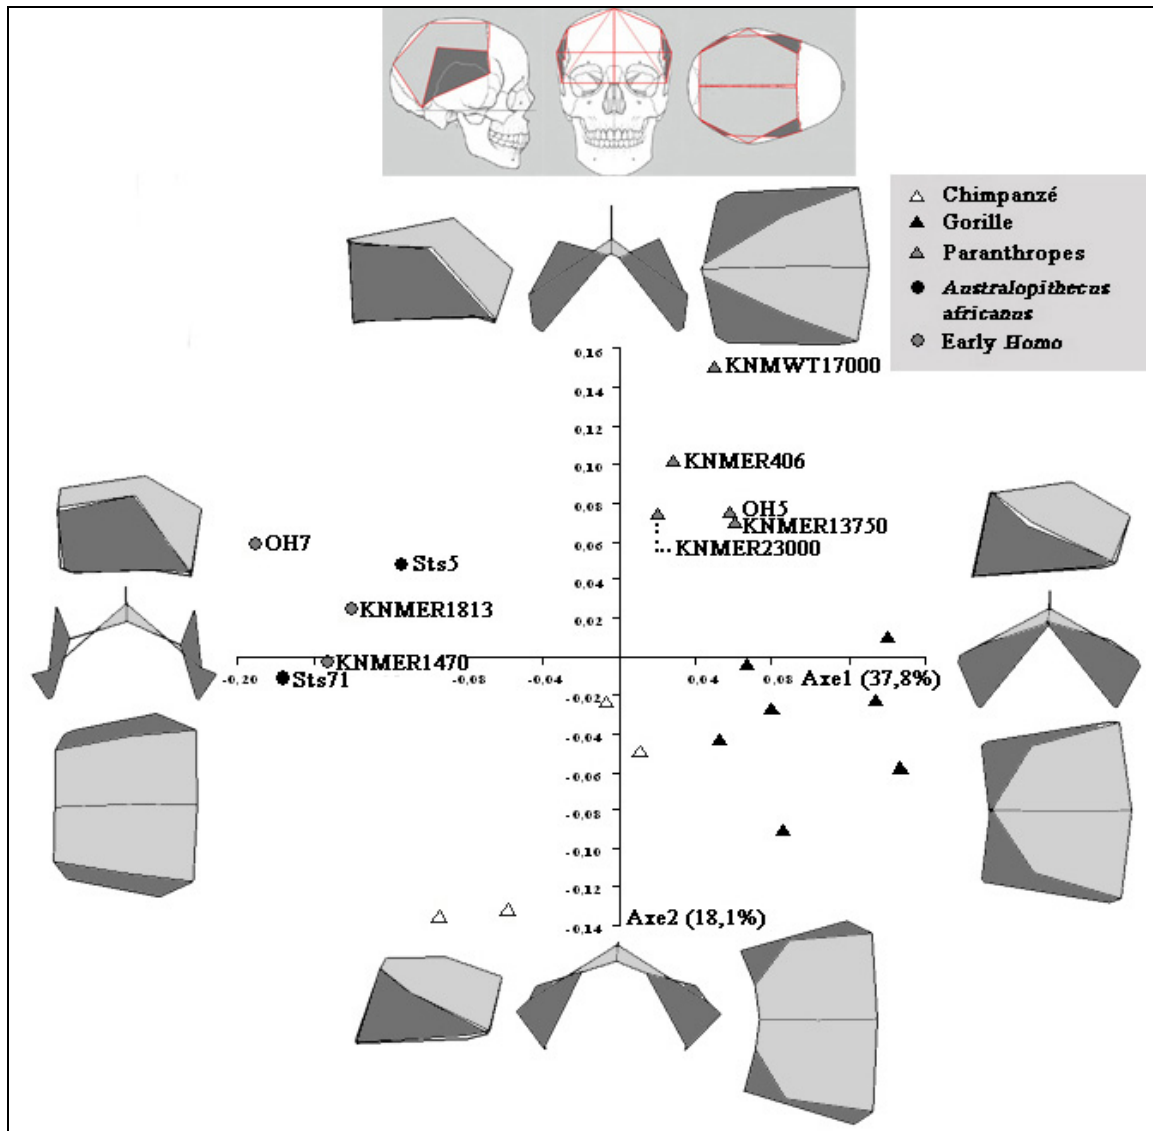 Chimpanzé
Gorille
Paranthropes
Australopithecus
africanus
Early Homo
0,16
KNMWT17000
0,14
0,12
KNMER406
0,10
0,08
OH5
KNMER13750
KNMER23000
0,06
OH7
Sts5
0,04
KNMER1813
0,02
KNMER1470
-0,20
Sts71
-0,08
-0,04
0,04
0,08
Axe1 (37,8%)
-0,02
-0,04
-0,06
-0,08
-0,10
-0,12
-0,14
Axe2 (18,1%)